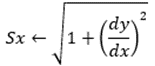 Sx ← √(1 + (dy/dx)²)